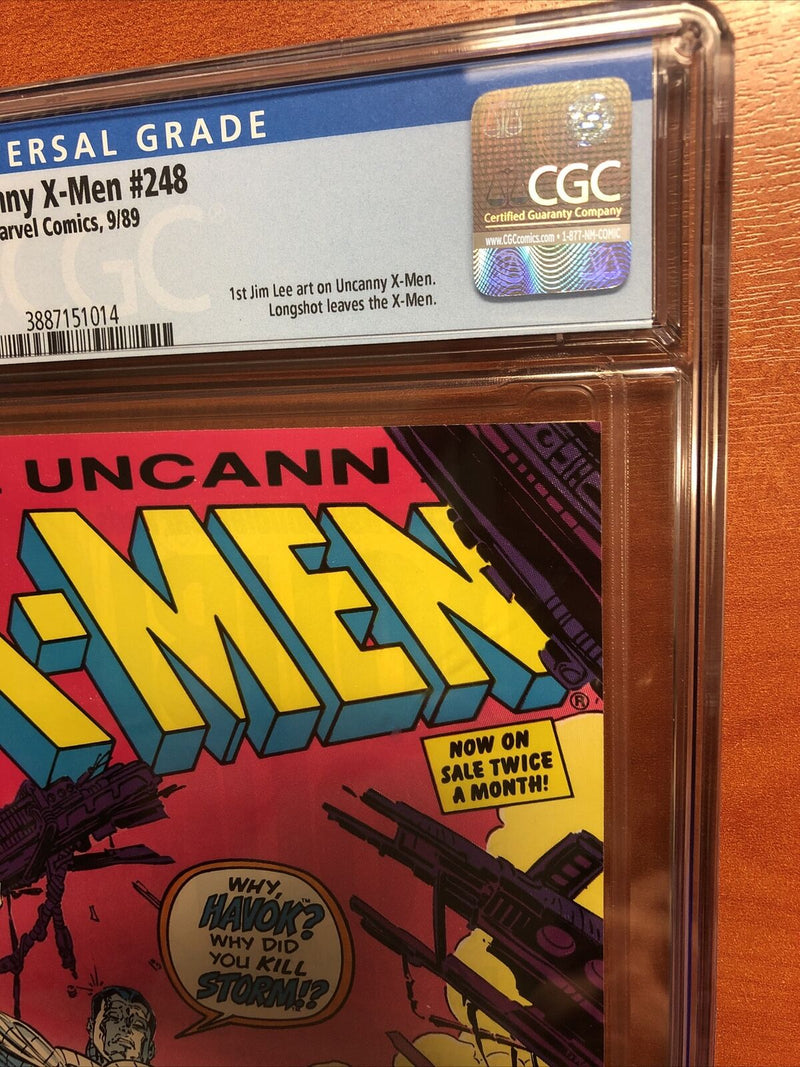 ERSAL GRADE
nny X-Men #248
arvel Comics, 9/89
CGC
3887151014
1st Jim Lee art on Uncanny X-Men.
Longshot leaves the X-Men.
CGC
Certified Guaranty Company
www.CGCcomics.com • 1-877-NM-COMIC
UNCANN
-MEN
®
NOW ON
SALE TWICE
A MONTH!
WHY,
HAVOK?™
WHY DID
YOU KILL
STORM!?